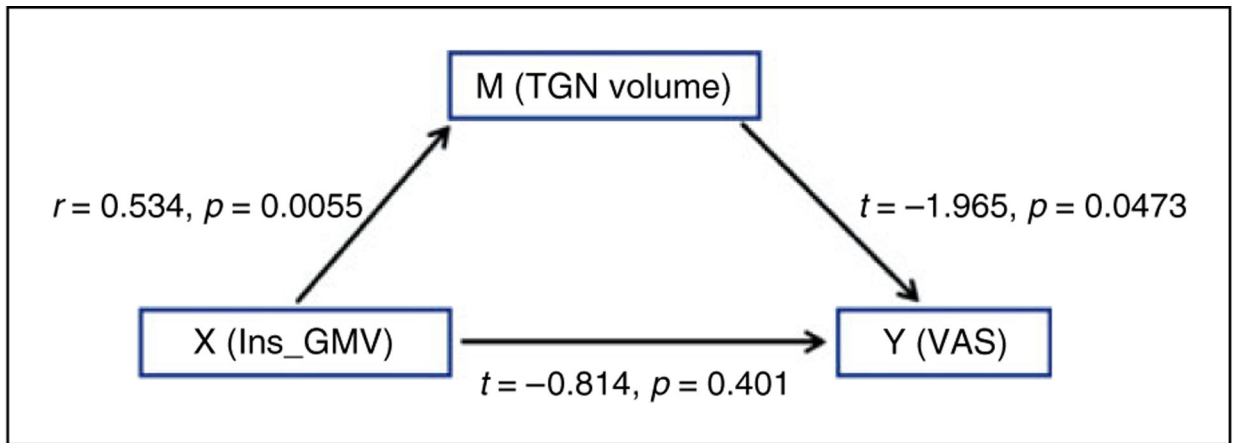 M (TGN volume)
r = 0.534, p = 0.0055
t = –1.965, p = 0.0473
X (Ins_GMV)
Y (VAS)
t = –0.814, p = 0.401